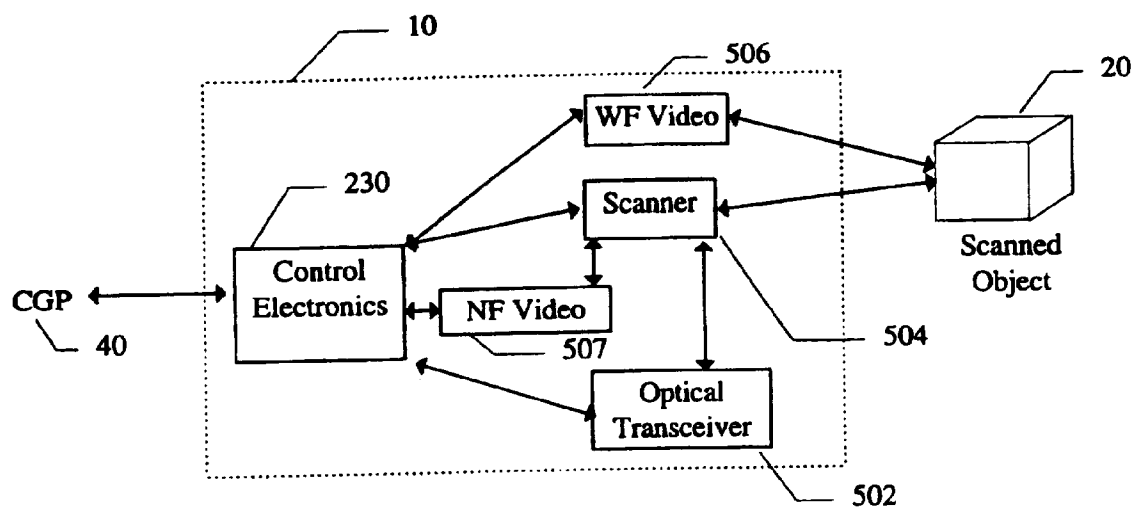 10
506
20
WF Video
230
Scanner
Control
Electronics
Scanned
Object
CGP
NF Video
40
507
504
Optical
Transceiver
502